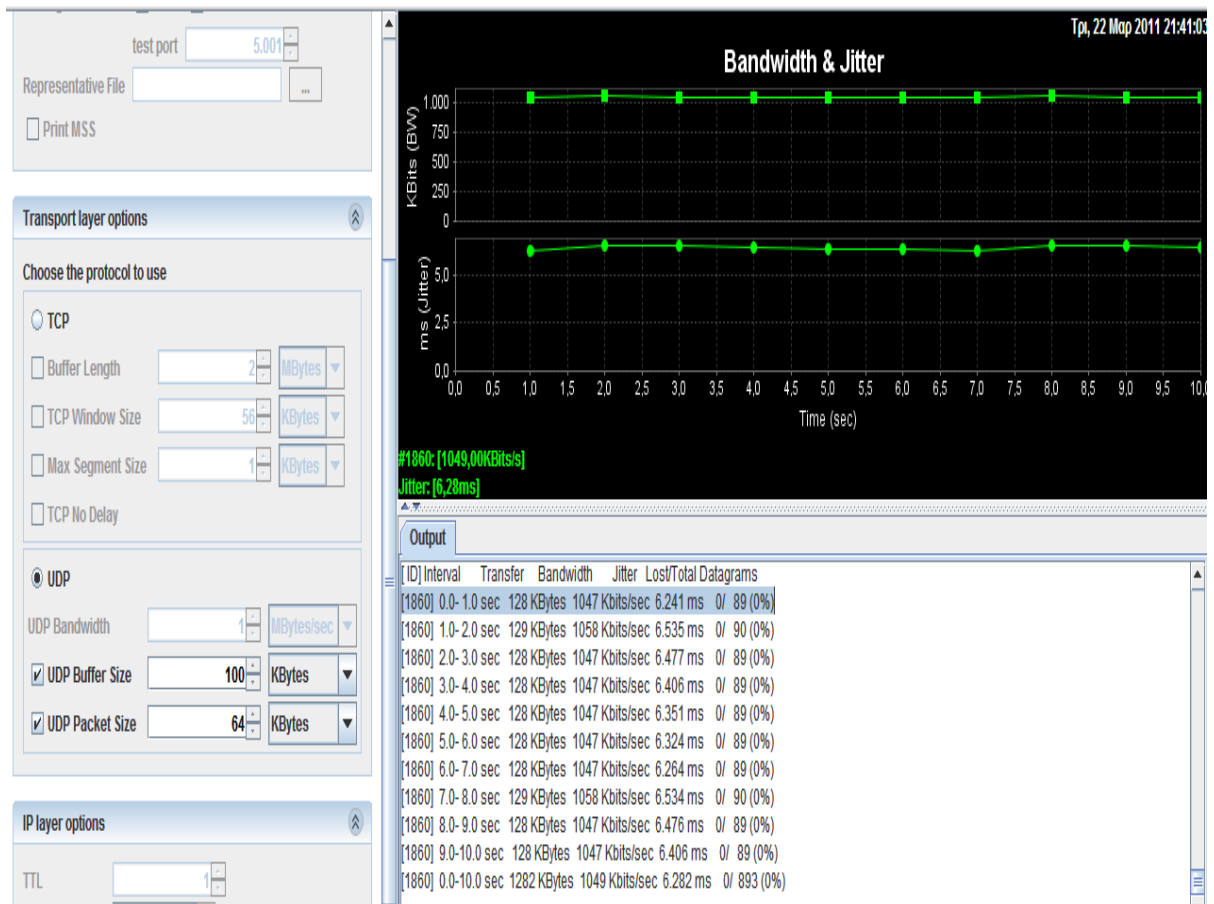 test port 5.001
Representative File ...
Print MSS
Transport layer options
Choose the protocol to use
TCP
Buffer Length 2 MBytes
TCP Window Size 56 KBytes
Max Segment Size 1 KBytes
TCP No Delay
UDP
UDP Bandwidth 1 MBytes/sec
UDP Buffer Size 100 KBytes
UDP Packet Size 64 KBytes
IP layer options
TTL 1
Τρι, 22 Μαρ 2011 21:41:03
Bandwidth & Jitter
KBits (BW)
1.000
750
500
250
0
ms (Jitter)
5,0
2,5
0,0
0,0 0,5 1,0 1,5 2,0 2,5 3,0 3,5 4,0 4,5 5,0 5,5 6,0 6,5 7,0 7,5 8,0 8,5 9,0 9,5 10,0
Time (sec)
#1860: [1049,00KBits/s]
Jitter: [6,28ms]
Output
[ ID] Interval Transfer Bandwidth Jitter Lost/Total Datagrams
[1860] 0.0- 1.0 sec 128 KBytes 1047 Kbits/sec 6.241 ms 0/ 89 (0%)
[1860] 1.0- 2.0 sec 129 KBytes 1058 Kbits/sec 6.535 ms 0/ 90 (0%)
[1860] 2.0- 3.0 sec 128 KBytes 1047 Kbits/sec 6.477 ms 0/ 89 (0%)
[1860] 3.0- 4.0 sec 128 KBytes 1047 Kbits/sec 6.406 ms 0/ 89 (0%)
[1860] 4.0- 5.0 sec 128 KBytes 1047 Kbits/sec 6.351 ms 0/ 89 (0%)
[1860] 5.0- 6.0 sec 128 KBytes 1047 Kbits/sec 6.324 ms 0/ 89 (0%)
[1860] 6.0- 7.0 sec 128 KBytes 1047 Kbits/sec 6.264 ms 0/ 89 (0%)
[1860] 7.0- 8.0 sec 129 KBytes 1058 Kbits/sec 6.534 ms 0/ 90 (0%)
[1860] 8.0- 9.0 sec 128 KBytes 1047 Kbits/sec 6.476 ms 0/ 89 (0%)
[1860] 9.0-10.0 sec 128 KBytes 1047 Kbits/sec 6.406 ms 0/ 89 (0%)
[1860] 0.0-10.0 sec 1282 KBytes 1049 Kbits/sec 6.282 ms 0/ 893 (0%)